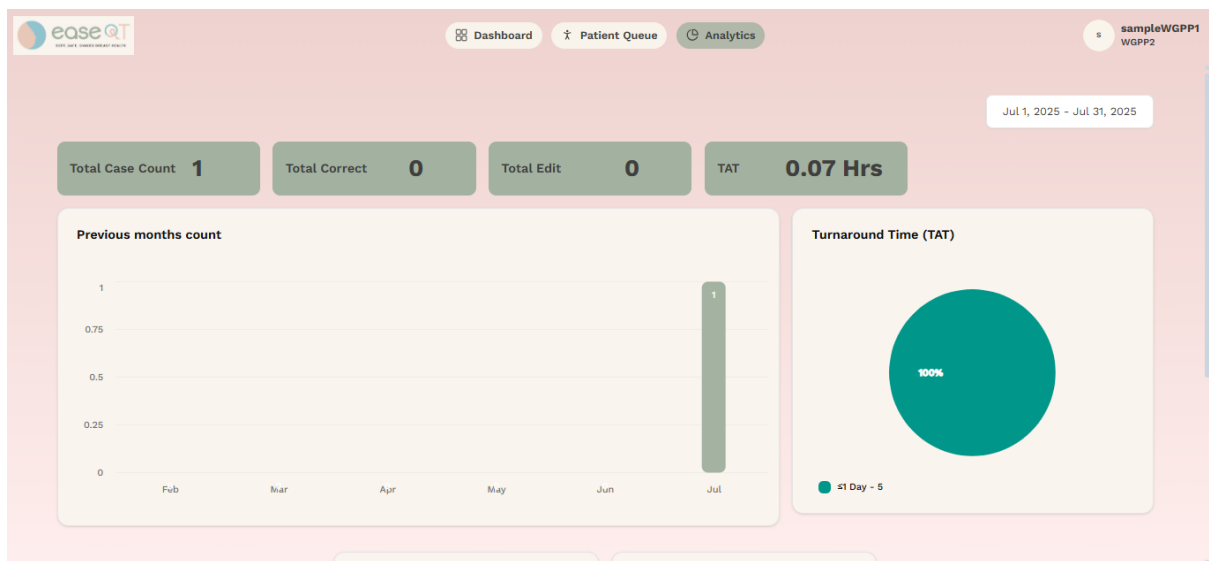 ease QT
Dashboard
Patient Queue
Analytics
s
sampleWGPP1
WGPP2
Jul 1, 2025 - Jul 31, 2025
Total Case Count 1
Total Correct 0
Total Edit 0
TAT 0.07 Hrs
Previous months count
1
0.75
0.5
0.25
0
1
Feb
Mar
Apr
May
Jun
Jul
Turnaround Time (TAT)
100%
≤1 Day - 5